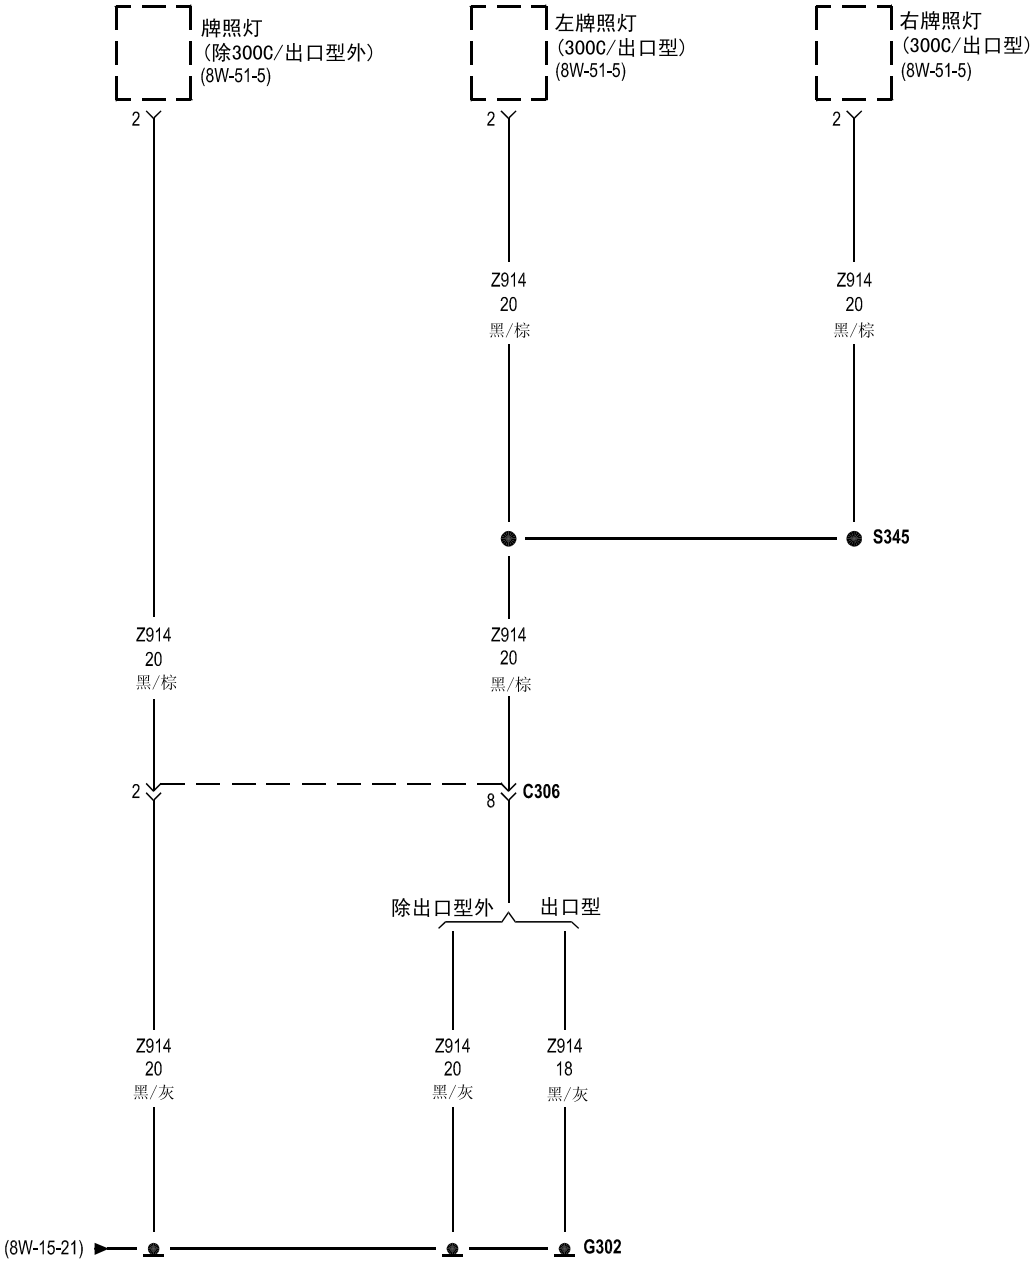 牌照灯
(除300C/出口型外)
(8W-51-5)
左牌照灯
(300C/出口型)
(8W-51-5)
右牌照灯
(300C/出口型)
(8W-51-5)
2
2
2
Z914
20
黑/棕
Z914
20
黑/棕
S345
Z914
20
黑/棕
Z914
20
黑/棕
2
8
C306
除出口型外
出口型
Z914
20
黑/灰
Z914
20
黑/灰
Z914
18
黑/灰
(8W-15-21)
G302